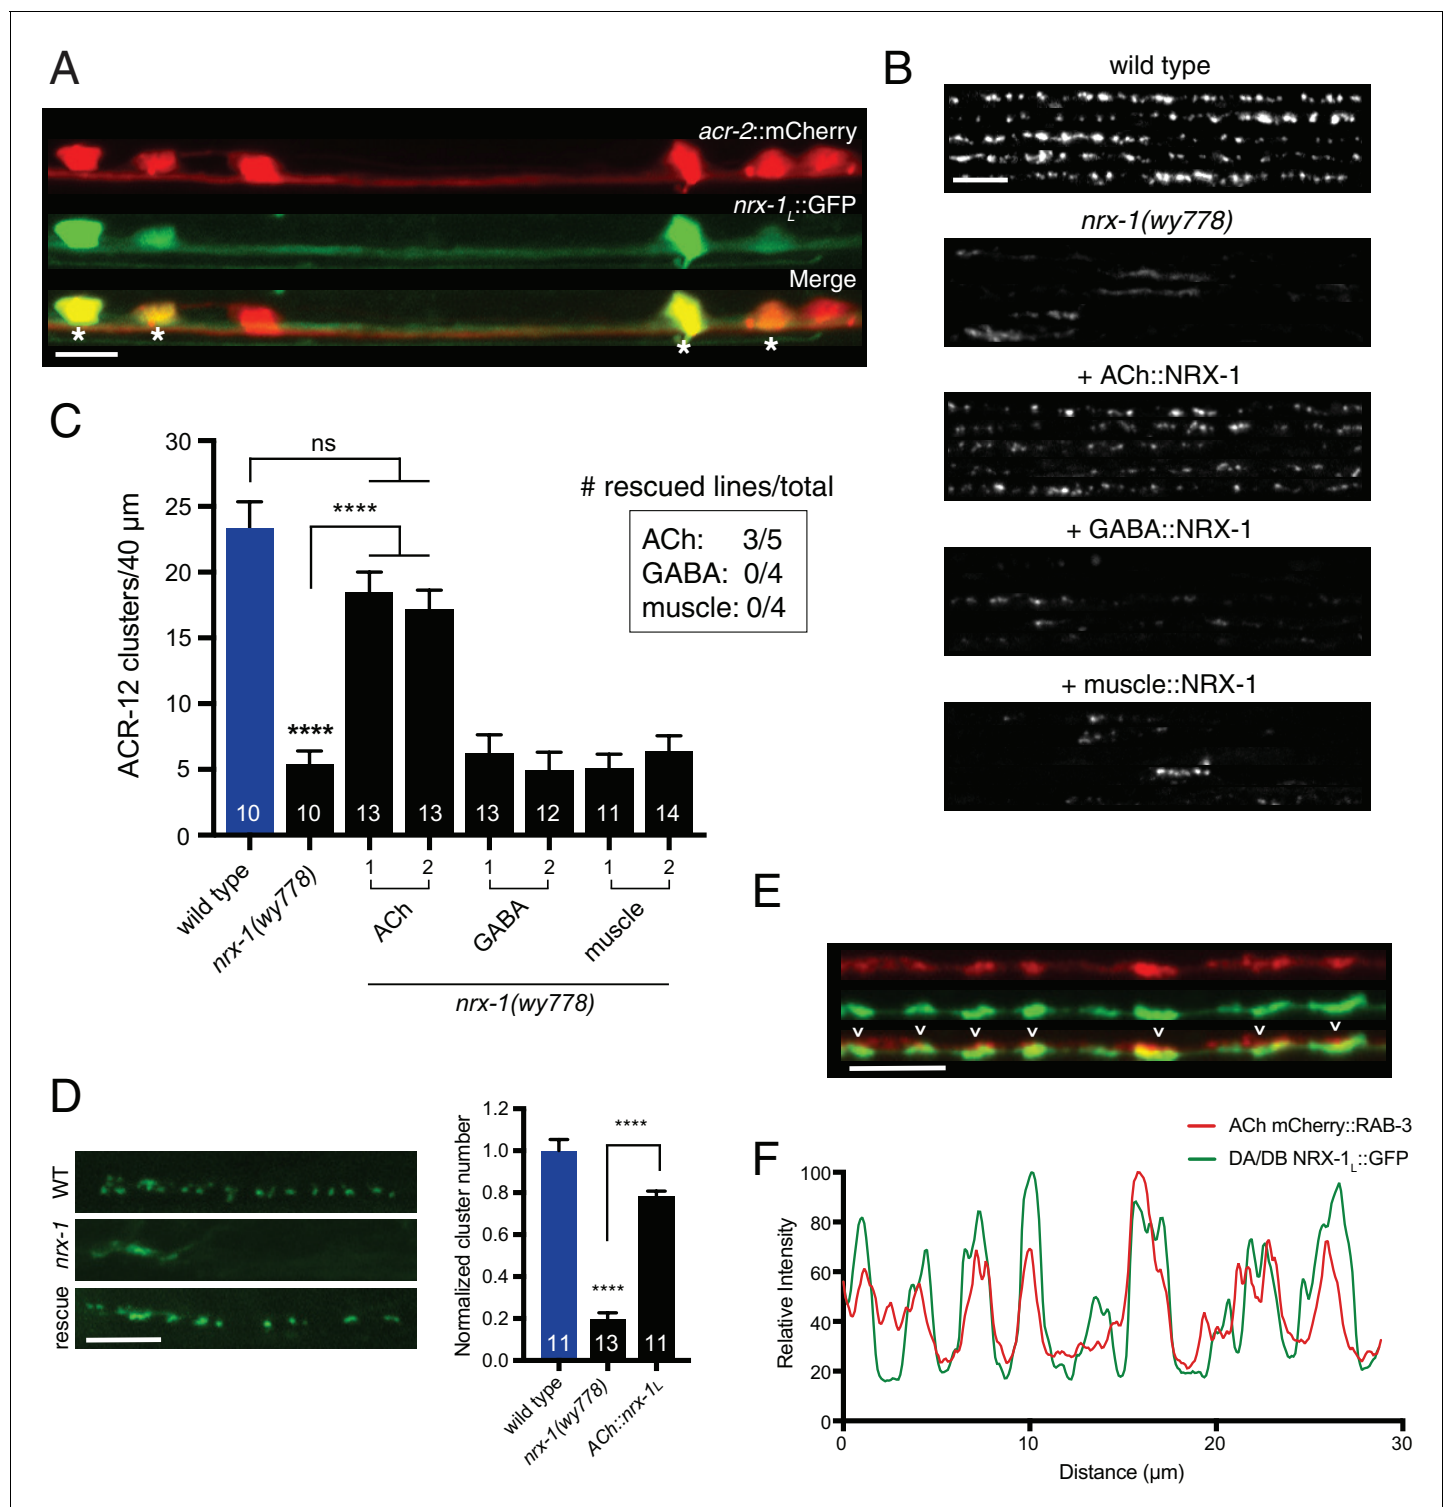 A
acr-2::mCherry
nrx-1L::GFP
Merge
* * * *
B
wild type
nrx-1(wy778)
+ ACh::NRX-1
+ GABA::NRX-1
+ muscle::NRX-1
C
ACR-12 clusters/40 µm
30
25
20
15
10
5
0
ns
****
****
# rescued lines/total
ACh: 3/5
GABA: 0/4
muscle: 0/4
10 10 13 13 13 12 11 14
1 2 1 2 1 2
wild type
nrx-1(wy778)
ACh
GABA
muscle
nrx-1(wy778)
D
WT
nrx-1
rescue
Normalized cluster number
1.2
1.0
0.8
0.6
0.4
0.2
0.0
****
****
11 13 11
wild type
nrx-1(wy778)
ACh::nrx-1L
E
F
ACh mCherry::RAB-3
DA/DB NRX-1L::GFP
Relative Intensity
100
80
60
40
20
0
0 10 20 30
Distance (µm)